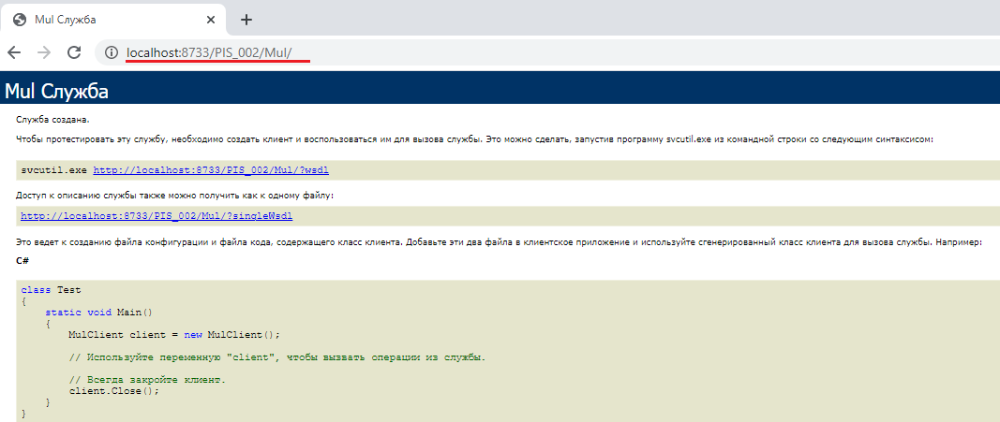 Mul Служба
localhost:8733/PIS_002/Mul/
Mul Служба
Служба создана.
Чтобы протестировать эту службу, необходимо создать клиент и воспользоваться им для вызова службы. Это можно сделать, запустив программу svcutil.exe из командной строки со следующим синтаксисом:
svcutil.exe http://localhost:8733/PIS_002/Mul/?wsdl
Доступ к описанию службы также можно получить как к одному файлу:
http://localhost:8733/PIS_002/Mul/?singleWsdl
Это ведет к созданию файла конфигурации и файла кода, содержащего класс клиента. Добавьте эти два файла в клиентское приложение и используйте сгенерированный класс клиента для вызова службы. Например:
C#
class Test
{
    static void Main()
    {
        MulClient client = new MulClient();
        // Используйте переменную "client", чтобы вызвать операции из службы.
        // Всегда закройте клиент.
        client.Close();
    }
}